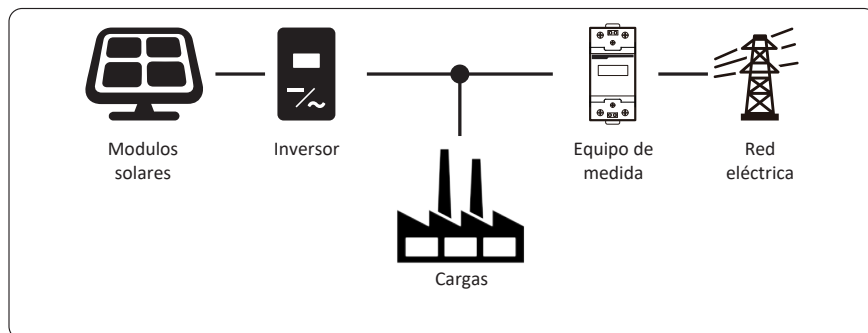 Modulos
solares
Inversor
Equipo de
medida
Red
eléctrica
Cargas